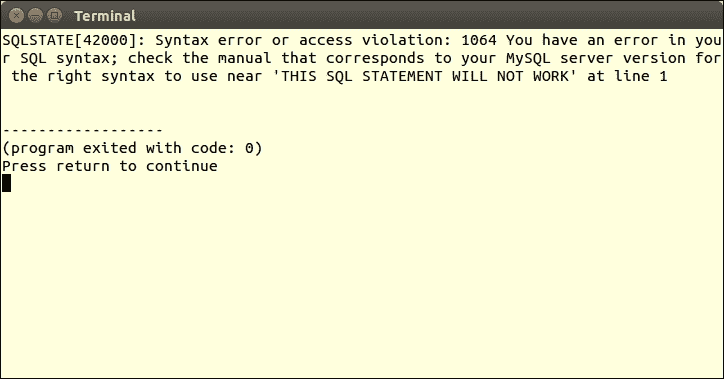 Terminal
SQLSTATE[42000]: Syntax error or access violation: 1064 You have an error in you
r SQL syntax; check the manual that corresponds to your MySQL server version for
 the right syntax to use near 'THIS SQL STATEMENT WILL NOT WORK' at line 1
------------------
(program exited with code: 0)
Press return to continue